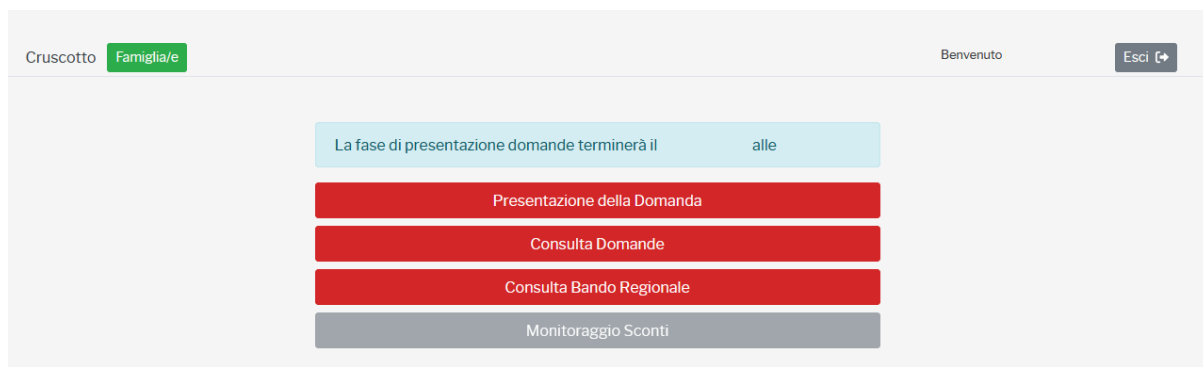 Cruscotto Famiglia/e Benvenuto Esci
La fase di presentazione domande terminerà il alle
Presentazione della Domanda
Consulta Domande
Consulta Bando Regionale
Monitoraggio Sconti